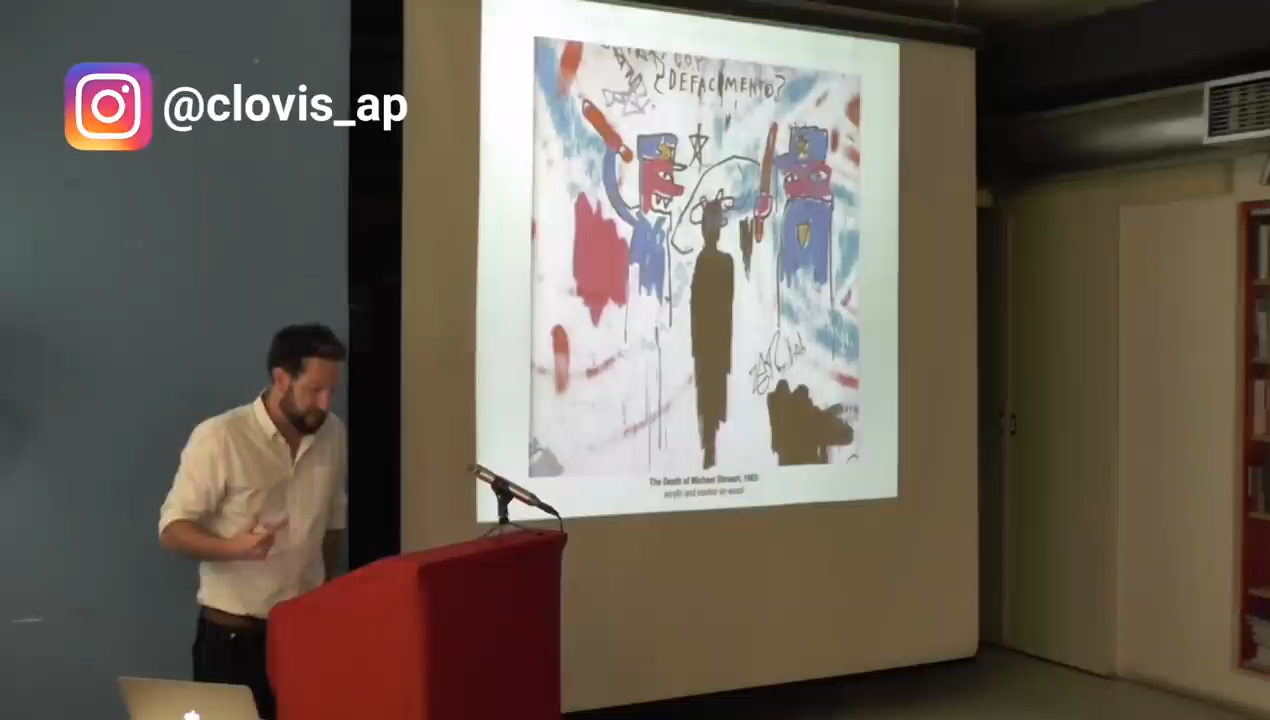 @clovis_ap
¿DEFACIMENTO?
The Death of Michael Stewart, 1983
acrylic and marker on wood